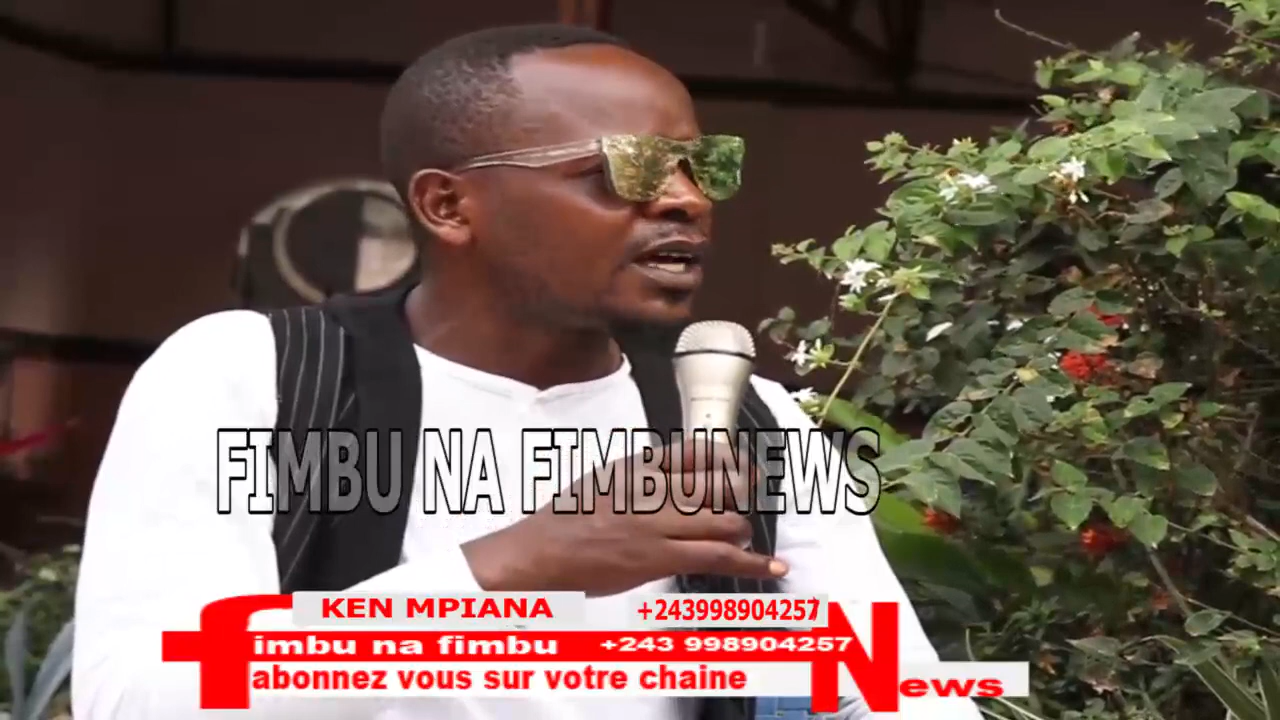 FIMBU NA FIMBUNEWS
KEN MPIANA +243998904257
fimbu na fimbu +243 998904257
abonnez vous sur votre chaine News